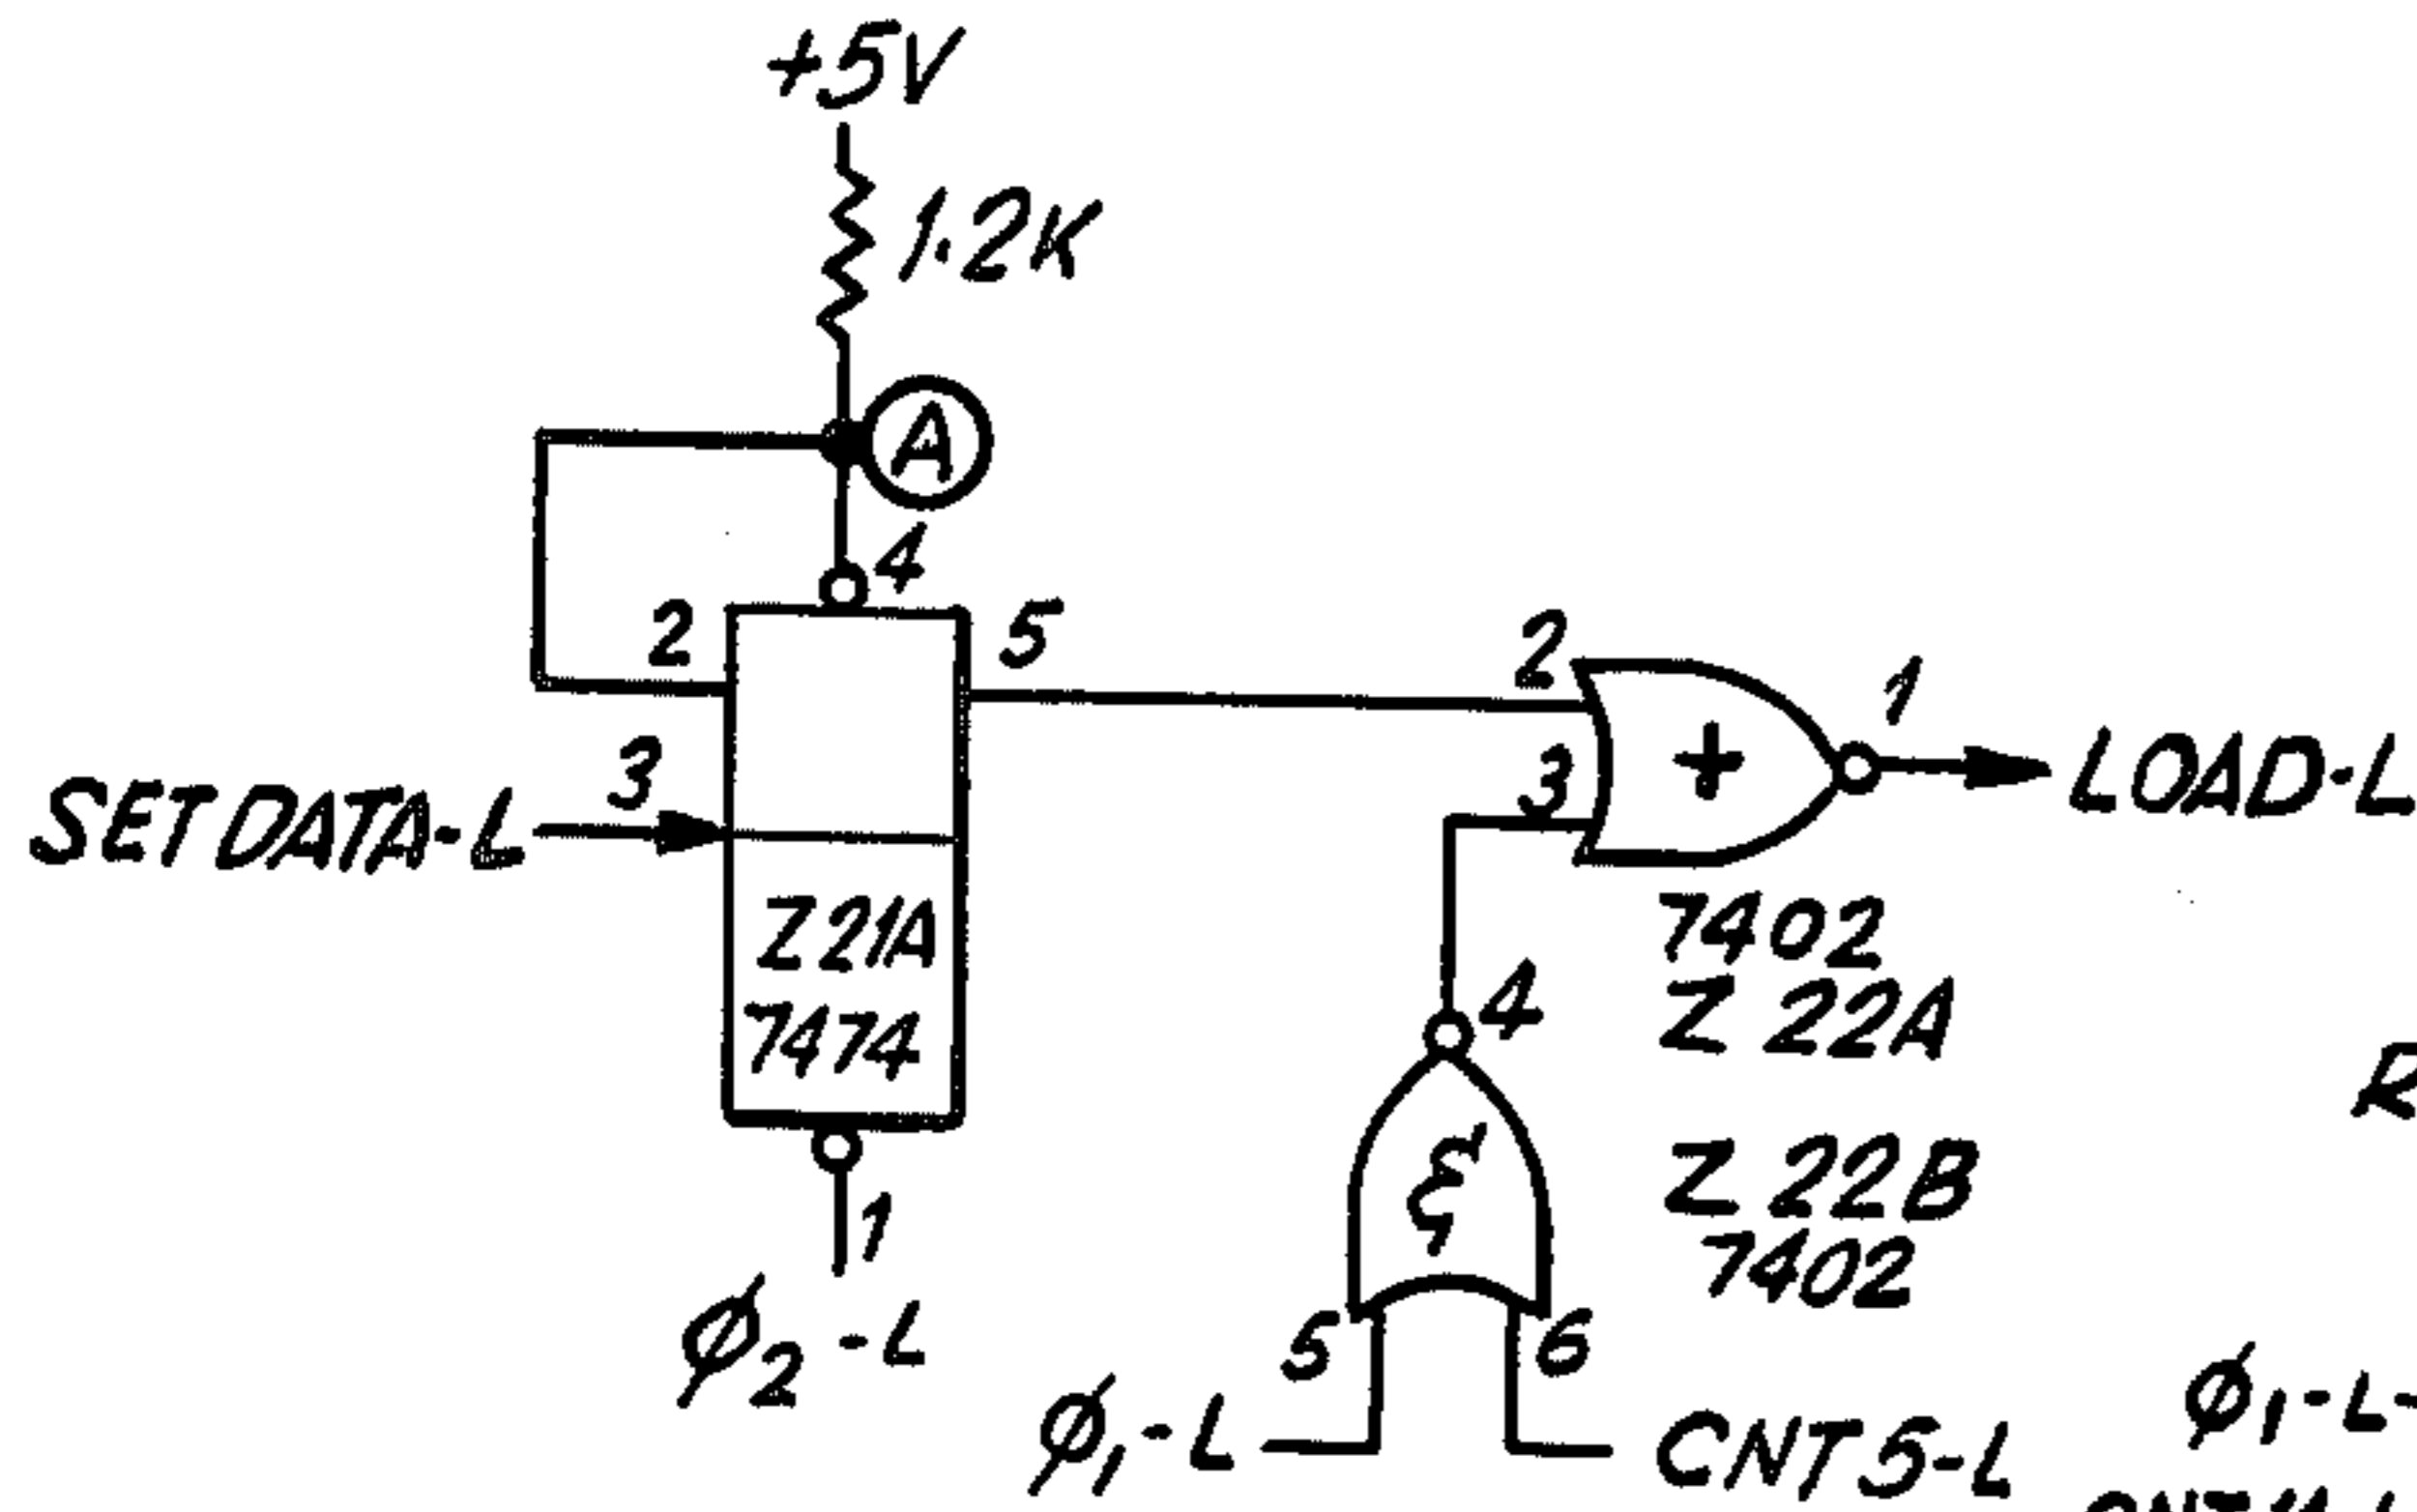 +5V
1.2K
A
4
2
5
2
1
3
3
SET DATA-L
+
LOAD-L
Z21A
7474
7402
Z22A
4
Z22B
7402
1
5
6
ϕ2-L
ϕ1-L
CNT5-L
ϕ1-L-